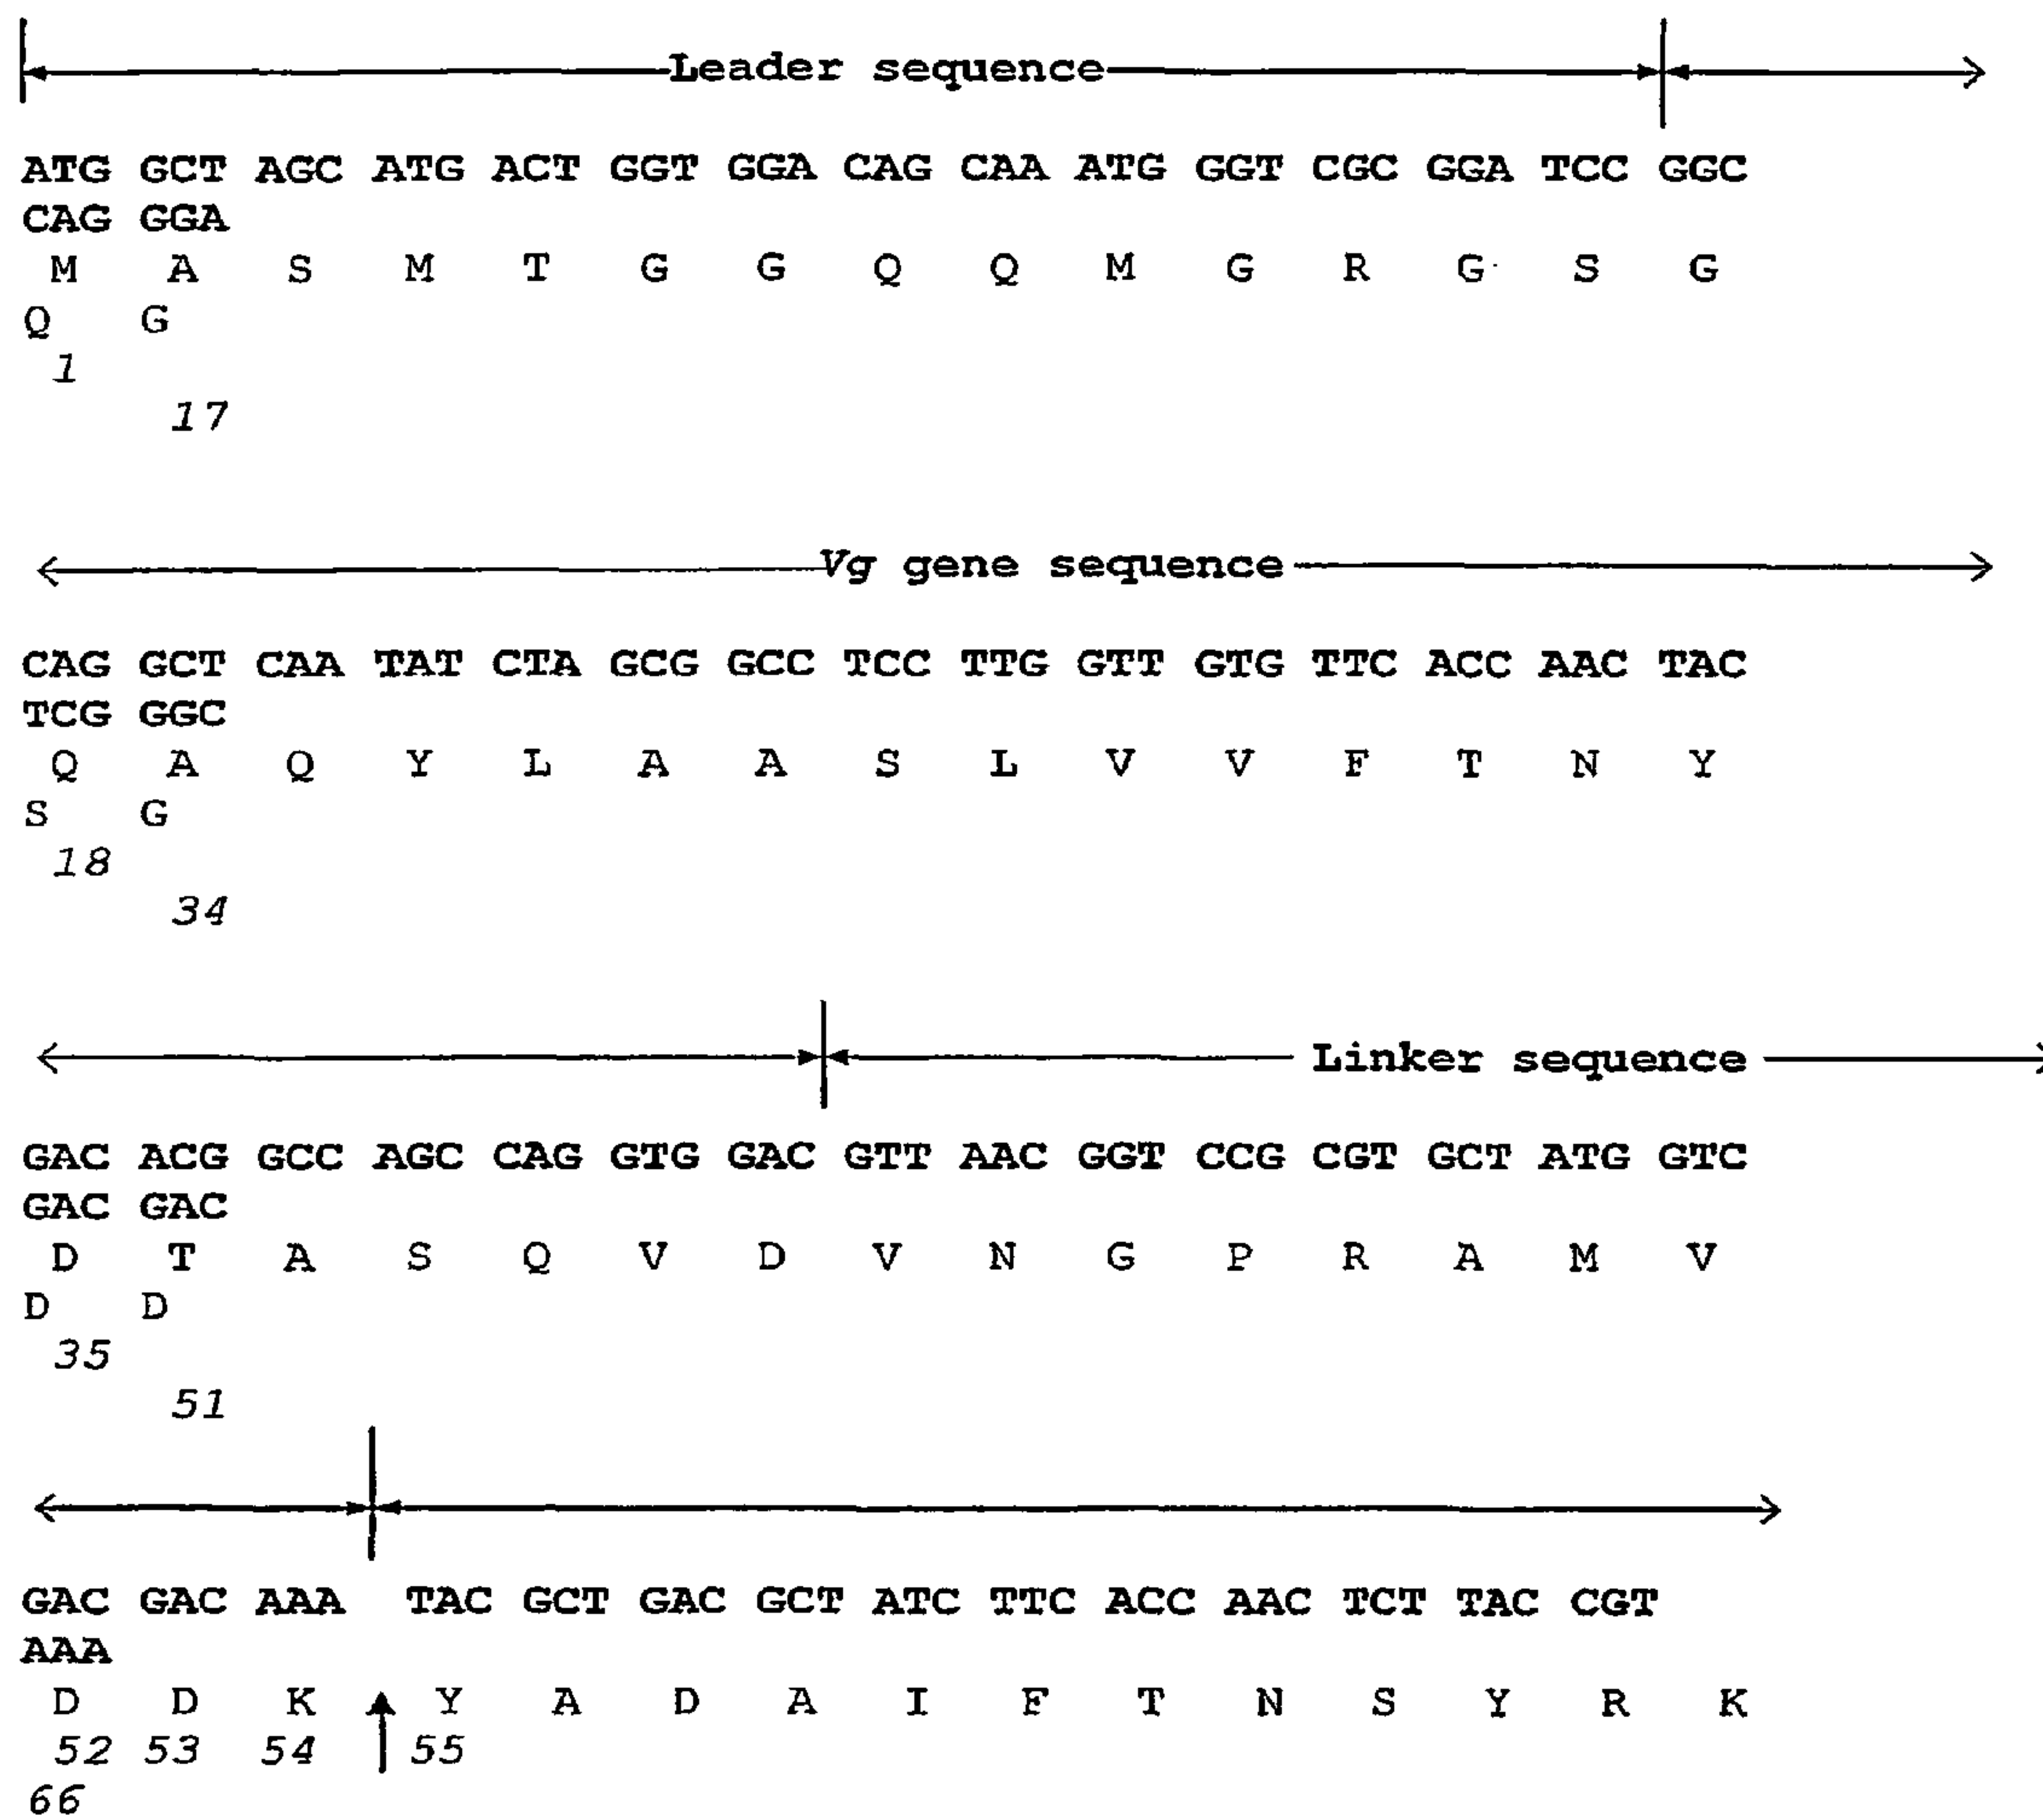 Leader sequence
ATG GCT AGC ATG ACT GGT GGA CAG CAA ATG GGT CGC GGA TCC GGC
CAG GGA
M A S M T G G Q Q M G R G S G
Q G
1
17
Vg gene sequence
CAG GCT CAA TAT CTA GCG GCC TCC TTG GTT GTG TTC ACC AAC TAC
TCG GGC
Q A Q Y L A A S L V V F T N Y
S G
18
34
Linker sequence
GAC ACG GCC AGC CAG GTG GAC GTT AAC GGT CCG CGT GCT ATG GTC
GAC GAC
D T A S Q V D V N G P R A M V
D D
35
51
GAC GAC AAA TAC GCT GAC GCT ATC TTC ACC AAC TCT TAC CGT
AAA
D D K Y A D A I F T N S Y R K
52 53 54 55
66